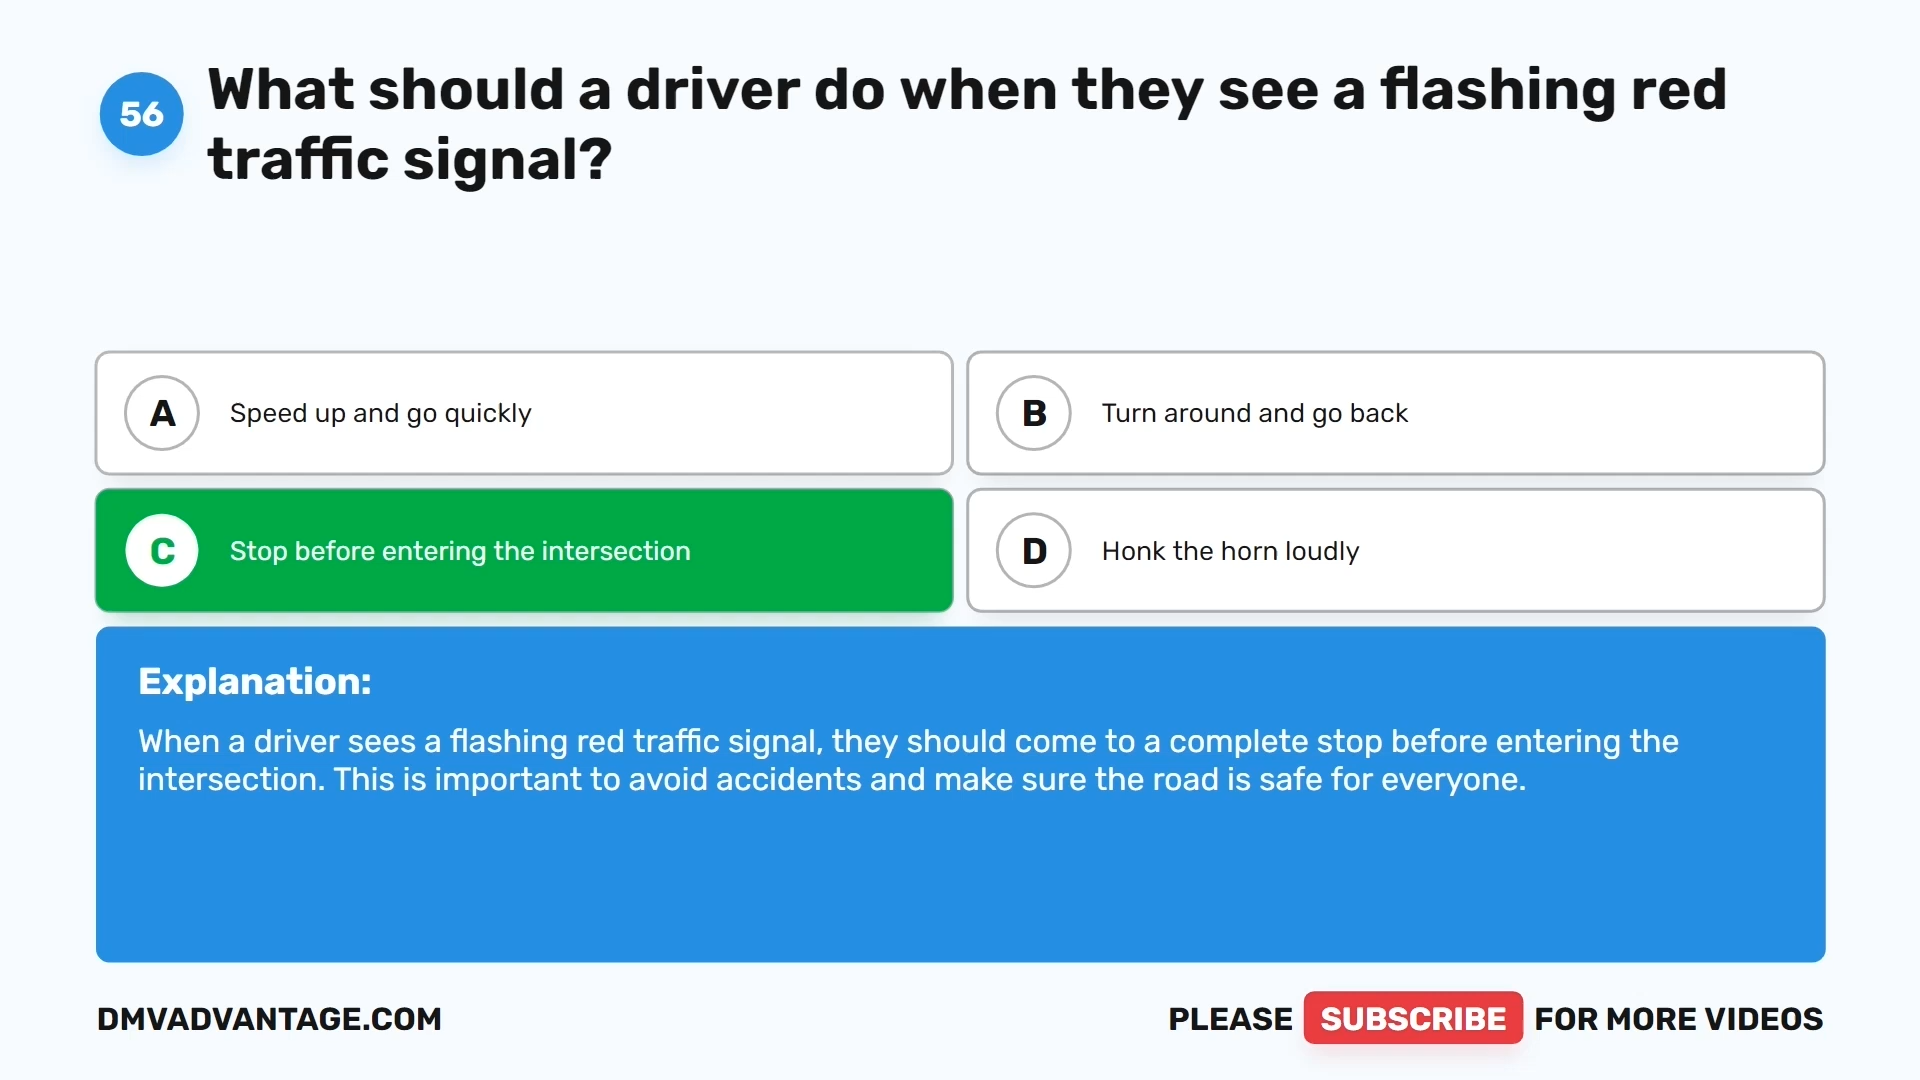 56
What should a driver do when they see a flashing red
traffic signal?
A
Speed up and go quickly
B
Turn around and go back
C
Stop before entering the intersection
D
Honk the horn loudly
Explanation:
When a driver sees a flashing red traffic signal, they should come to a complete stop before entering the
intersection. This is important to avoid accidents and make sure the road is safe for everyone.
DMVADVANTAGE.COM
PLEASE SUBSCRIBE FOR MORE VIDEOS